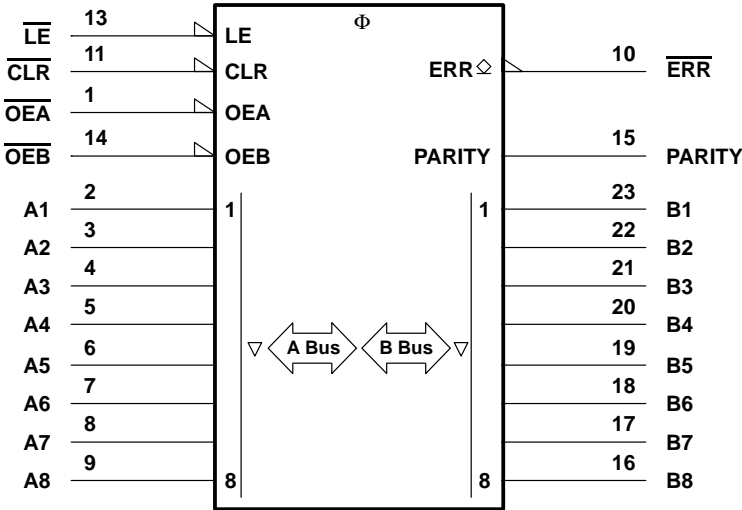 Φ
LE 13 LE
CLR 11 CLR ERR 10 ERR
OEA 1 OEA
OEB 14 OEB PARITY 15 PARITY
A1 2 1 1 23 B1
A2 3 22 B2
A3 4 21 B3
A4 5 20 B4
A Bus B Bus
A5 6 19 B5
A6 7 18 B6
A7 8 17 B7
A8 9 8 8 16 B8